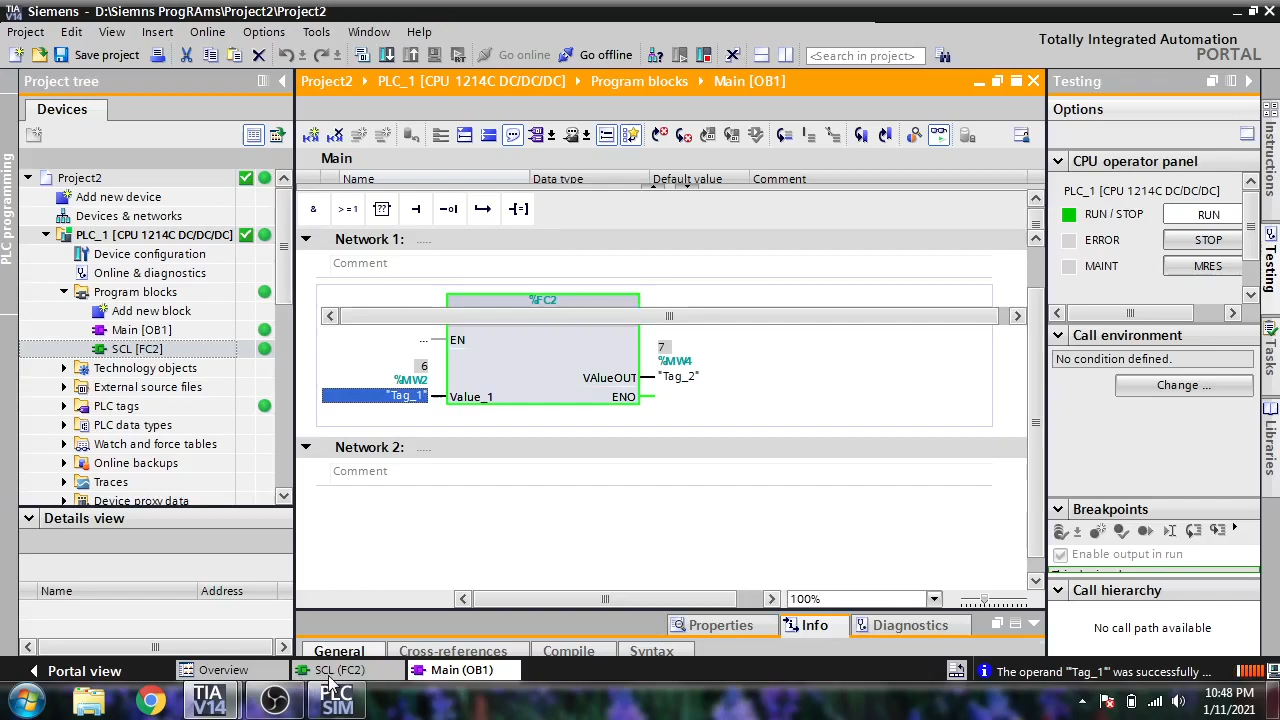 TIA V14
Siemens - D:\Siemns ProgRAms\Project2\Project2
Project Edit View Insert Online Options Tools Window Help
Save project
Go online
Go offline
<Search in project>
Totally Integrated Automation
PORTAL
Project tree
Project2 PLC_1 [CPU 1214C DC/DC/DC] Program blocks Main [OB1]
Testing
Devices
Options
Main
CPU operator panel
Name Data type Default value Comment
Project2
PLC_1 [CPU 1214C DC/DC/DC]
Add new device
RUN / STOP RUN
Devices & networks
ERROR STOP
PLC_1 [CPU 1214C DC/DC/DC]
MAINT MRES
Device configuration
Online & diagnostics
Program blocks
Add new block
Main [OB1]
SCL [FC2]
Technology objects
External source files
PLC tags
PLC data types
Watch and force tables
Online backups
Traces
Device proxy data
& >=1 ??
Network 1: .....
Comment
%FC2
... EN
6
%MW2
"Tag_1" Value_1
7
%MW4
VAlueOUT "Tag_2"
ENO
Network 2: .....
Comment
100%
Call environment
No condition defined.
Change ...
Breakpoints
Enable output in run
Call hierarchy
No call path available
Details view
Name Address
Properties Info Diagnostics
General Cross-references Compile Syntax
Portal view Overview SCL (FC2) Main (OB1)
The operand "Tag_1" was successfully ...
TIA V14
PLC SIM
10:48 PM
1/11/2021
PLC programming
Instructions
Testing
Tasks
Libraries